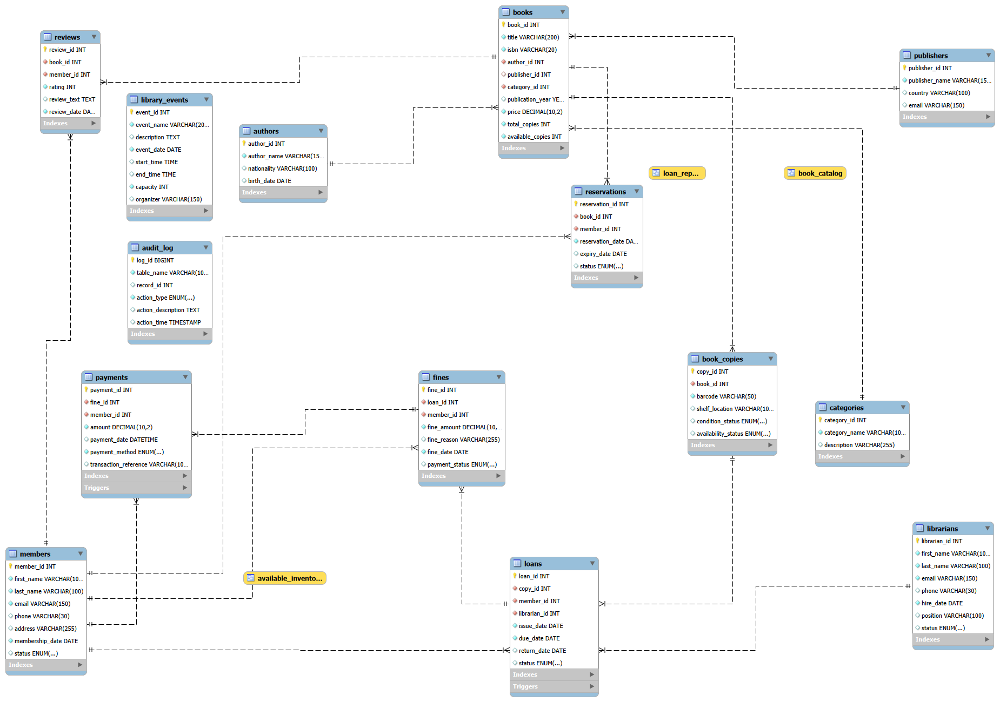 books
book_id INT
title VARCHAR(200)
isbn VARCHAR(20)
author_id INT
publisher_id INT
category_id INT
publication_year YE...
price DECIMAL(10,2)
total_copies INT
available_copies INT
Indexes
reviews
review_id INT
book_id INT
member_id INT
rating INT
review_text TEXT
review_date DA...
Indexes
publishers
publisher_id INT
publisher_name VARCHAR(15...
country VARCHAR(100)
email VARCHAR(150)
Indexes
library_events
event_id INT
event_name VARCHAR(20...
description TEXT
event_date DATE
start_time TIME
end_time TIME
capacity INT
organizer VARCHAR(150)
Indexes
authors
author_id INT
author_name VARCHAR(15...
nationality VARCHAR(100)
birth_date DATE
Indexes
loan_rep...
book_catalog
reservations
reservation_id INT
book_id INT
member_id INT
reservation_date DA...
expiry_date DATE
status ENUM(...)
Indexes
audit_log
log_id BIGINT
table_name VARCHAR(10...
record_id INT
action_type ENUM(...)
action_description TEXT
action_time TIMESTAMP
Indexes
book_copies
copy_id INT
book_id INT
barcode VARCHAR(50)
shelf_location VARCHAR(10...
condition_status ENUM(...)
availability_status ENUM(...)
Indexes
payments
payment_id INT
fine_id INT
member_id INT
amount DECIMAL(10,2)
payment_date DATETIME
payment_method ENUM(...)
transaction_reference VARCHAR(10...
Indexes
Triggers
fines
fine_id INT
loan_id INT
member_id INT
fine_amount DECIMAL(10,...
fine_reason VARCHAR(255)
fine_date DATE
payment_status ENUM(...)
Indexes
categories
category_id INT
category_name VARCHAR(10...
description VARCHAR(255)
Indexes
librarians
librarian_id INT
first_name VARCHAR(10...
last_name VARCHAR(100)
email VARCHAR(150)
phone VARCHAR(30)
hire_date DATE
position VARCHAR(100)
status ENUM(...)
Indexes
members
member_id INT
first_name VARCHAR(10...
last_name VARCHAR(100)
email VARCHAR(150)
phone VARCHAR(30)
address VARCHAR(255)
membership_date DATE
status ENUM(...)
Indexes
available_invento...
loans
loan_id INT
copy_id INT
member_id INT
librarian_id INT
issue_date DATE
due_date DATE
return_date DATE
status ENUM(...)
Indexes
Triggers